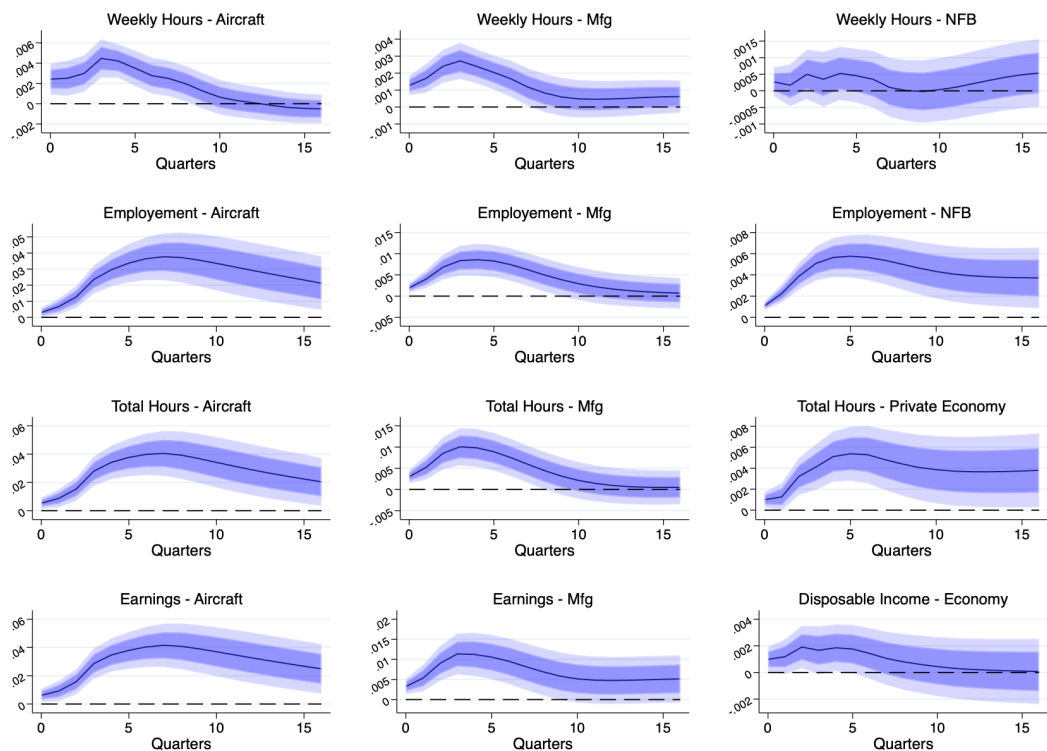 Weekly Hours - Aircraft
.006
.004
.002
0
-.002
0 5 10 15
Quarters
Weekly Hours - Mfg
.004
.003
.002
.001
0
-.001
0 5 10 15
Quarters
Weekly Hours - NFB
.0015
.001
.0005
0
-.0005
-.001
0 5 10 15
Quarters
Employement - Aircraft
.05
.04
.03
.02
.01
0
0 5 10 15
Quarters
Employement - Mfg
.015
.01
.005
0
-.005
0 5 10 15
Quarters
Employement - NFB
.008
.006
.004
.002
0
0 5 10 15
Quarters
Total Hours - Aircraft
.06
.04
.02
0
0 5 10 15
Quarters
Total Hours - Mfg
.015
.01
.005
0
-.005
0 5 10 15
Quarters
Total Hours - Private Economy
.008
.006
.004
.002
0
0 5 10 15
Quarters
Earnings - Aircraft
.06
.04
.02
0
0 5 10 15
Quarters
Earnings - Mfg
.02
.015
.01
.005
0
0 5 10 15
Quarters
Disposable Income - Economy
.004
.002
0
-.002
0 5 10 15
Quarters